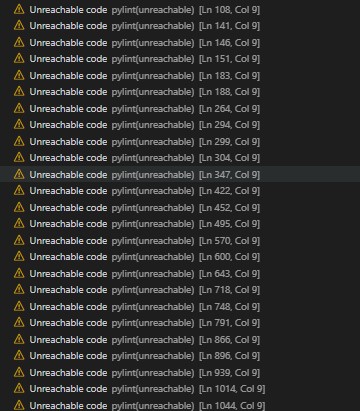 Unreachable code pylint(unreachable) [Ln 108, Col 9]
Unreachable code pylint(unreachable) [Ln 141, Col 9]
Unreachable code pylint(unreachable) [Ln 146, Col 9]
Unreachable code pylint(unreachable) [Ln 151, Col 9]
Unreachable code pylint(unreachable) [Ln 183, Col 9]
Unreachable code pylint(unreachable) [Ln 188, Col 9]
Unreachable code pylint(unreachable) [Ln 264, Col 9]
Unreachable code pylint(unreachable) [Ln 294, Col 9]
Unreachable code pylint(unreachable) [Ln 299, Col 9]
Unreachable code pylint(unreachable) [Ln 304, Col 9]
Unreachable code pylint(unreachable) [Ln 347, Col 9]
Unreachable code pylint(unreachable) [Ln 422, Col 9]
Unreachable code pylint(unreachable) [Ln 452, Col 9]
Unreachable code pylint(unreachable) [Ln 495, Col 9]
Unreachable code pylint(unreachable) [Ln 570, Col 9]
Unreachable code pylint(unreachable) [Ln 600, Col 9]
Unreachable code pylint(unreachable) [Ln 643, Col 9]
Unreachable code pylint(unreachable) [Ln 718, Col 9]
Unreachable code pylint(unreachable) [Ln 748, Col 9]
Unreachable code pylint(unreachable) [Ln 791, Col 9]
Unreachable code pylint(unreachable) [Ln 866, Col 9]
Unreachable code pylint(unreachable) [Ln 896, Col 9]
Unreachable code pylint(unreachable) [Ln 939, Col 9]
Unreachable code pylint(unreachable) [Ln 1014, Col 9]
Unreachable code pylint(unreachable) [Ln 1044, Col 9]